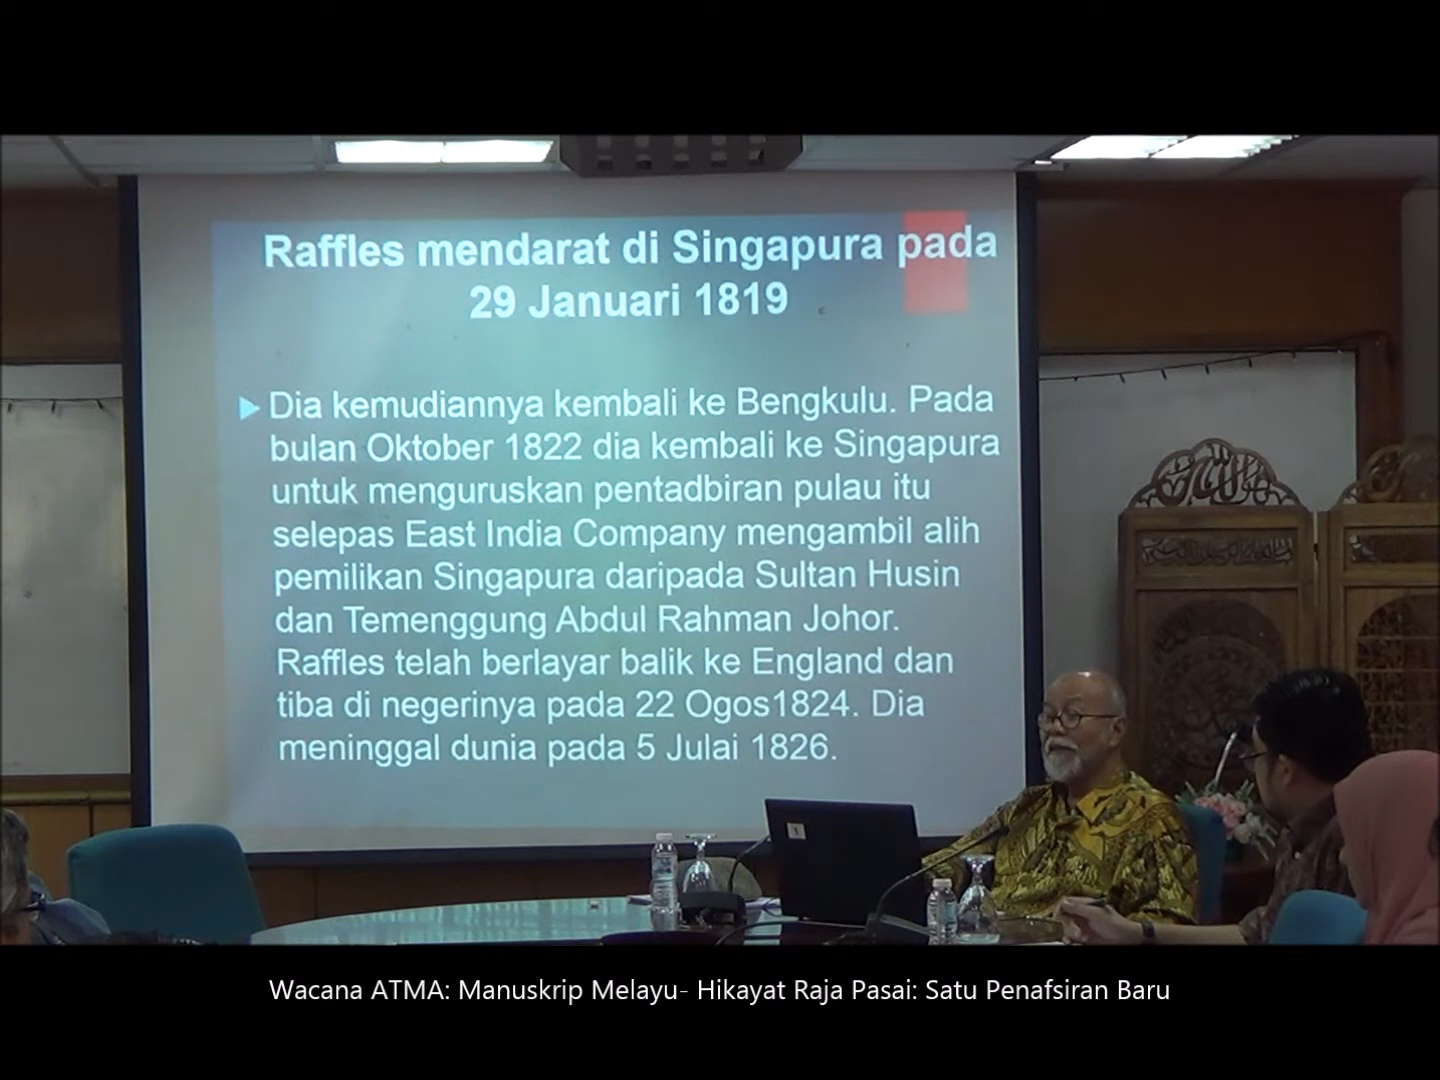 Raffles mendarat di Singapura pada
29 Januari 1819
Dia kemudiannya kembali ke Bengkulu. Pada
bulan Oktober 1822 dia kembali ke Singapura
untuk menguruskan pentadbiran pulau itu
selepas East India Company mengambil alih
pemilikan Singapura daripada Sultan Husin
dan Temenggung Abdul Rahman Johor.
Raffles telah berlayar balik ke England dan
tiba di negerinya pada 22 Ogos1824. Dia
meninggal dunia pada 5 Julai 1826.
Wacana ATMA: Manuskrip Melayu- Hikayat Raja Pasai: Satu Penafsiran Baru